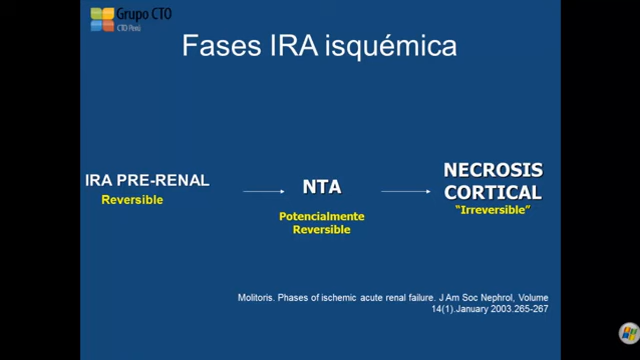 Grupo CTO
CTO Perú
Fases IRA isquémica
IRA PRE-RENAL
Reversible
NTA
Potencialmente
Reversible
NECROSIS
CORTICAL
“Irreversible”
Molitoris. Phases of ischemic acute renal failure. J Am Soc Nephrol, Volume
14(1).January 2003.265-267